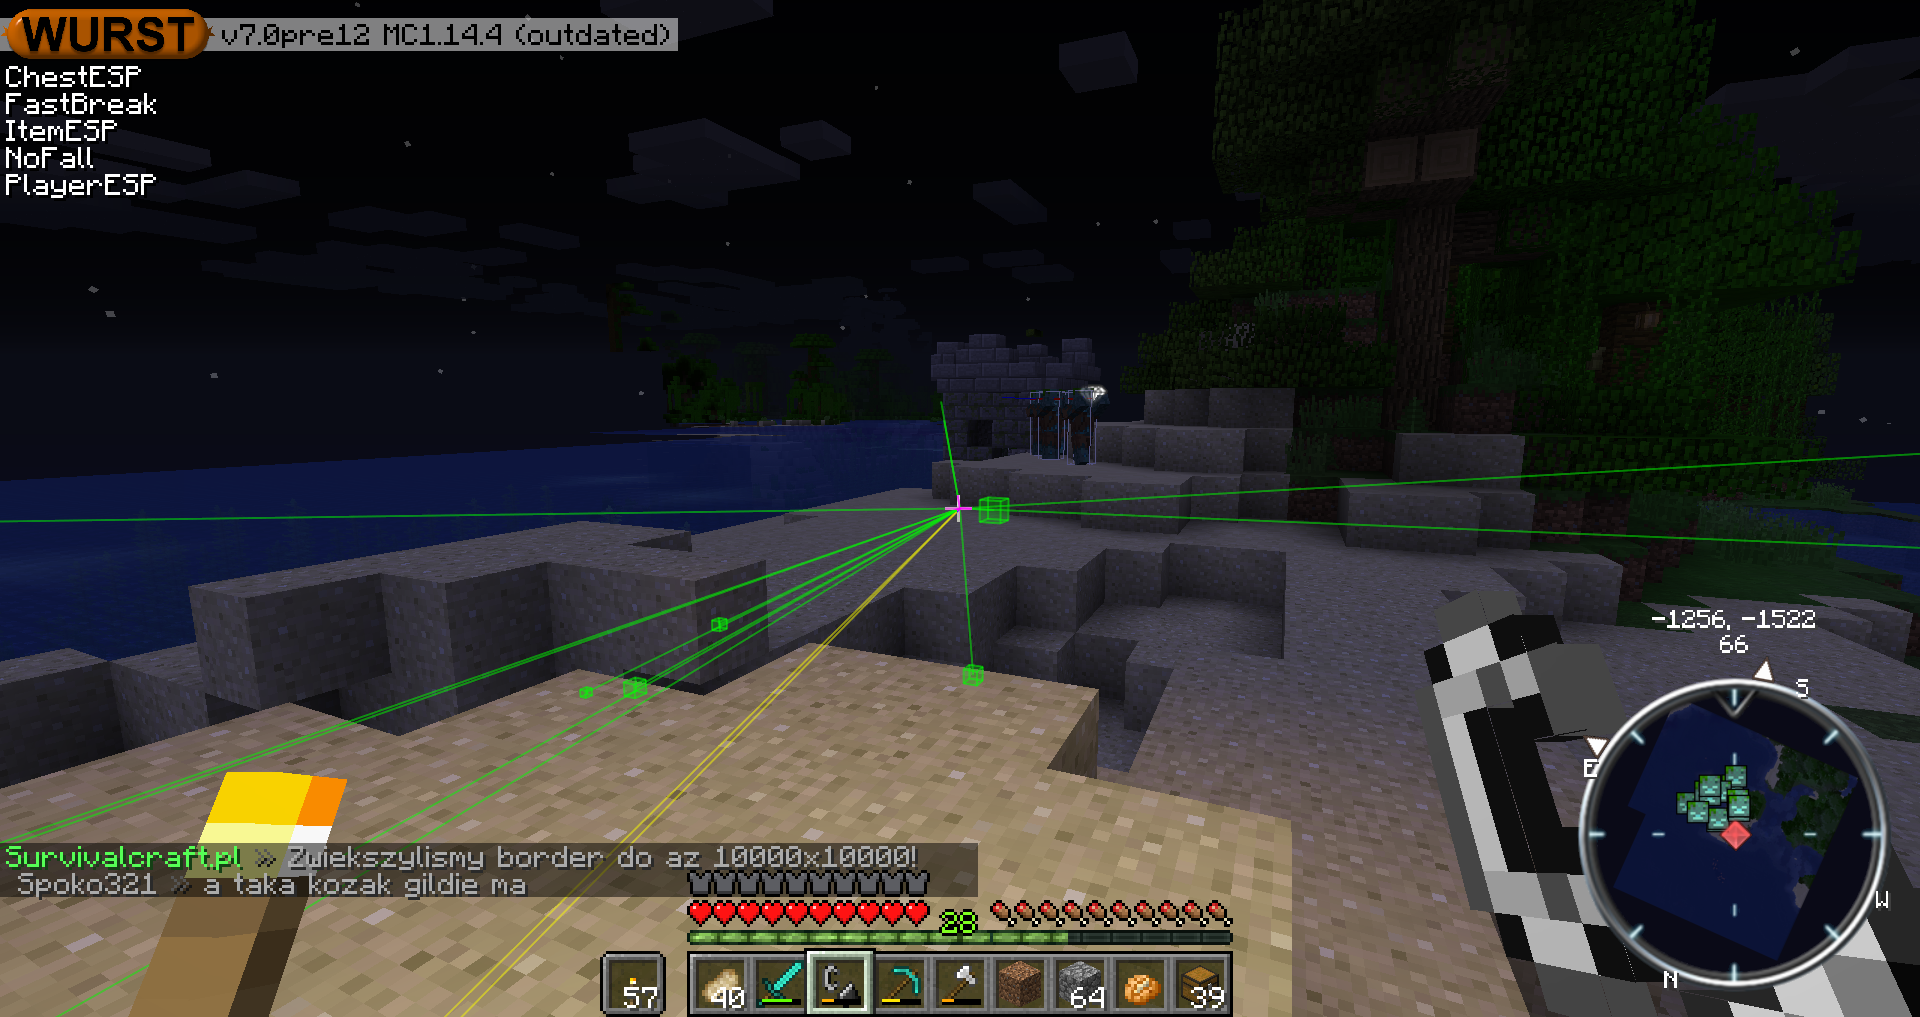 WURST v7.0pre12 MC1.14.4 (outdated)
ChestESP
FastBreak
ItemESP
NoFall
PlayerESP
-1256, -1522
66
S
E
W
N
Survivalcraft.pl » Zwiekszylismy border do az 10000x10000!
Spoko321 » a taka kozak gildie ma
28
57
40
64
39